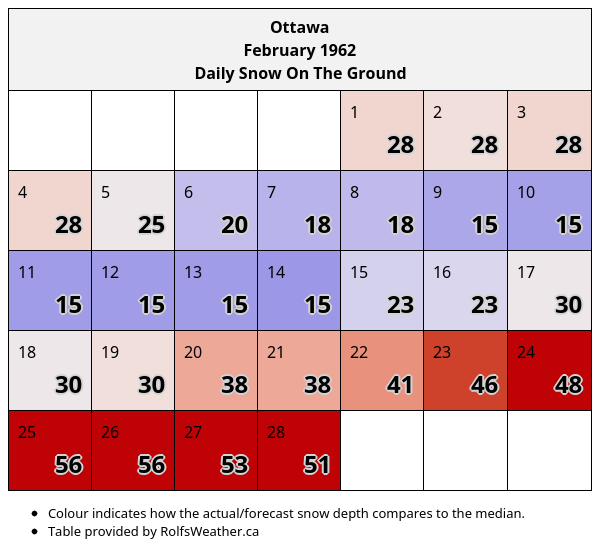 Ottawa
February 1962
Daily Snow On The Ground
1 2 3
28 28 28
4 5 6 7 8 9 10
28 25 20 18 18 15 15
11 12 13 14 15 16 17
15 15 15 15 23 23 30
18 19 20 21 22 23 24
30 30 38 38 41 46 48
25 26 27 28
56 56 53 51
Colour indicates how the actual/forecast snow depth compares to the median.
Table provided by RolfsWeather.ca